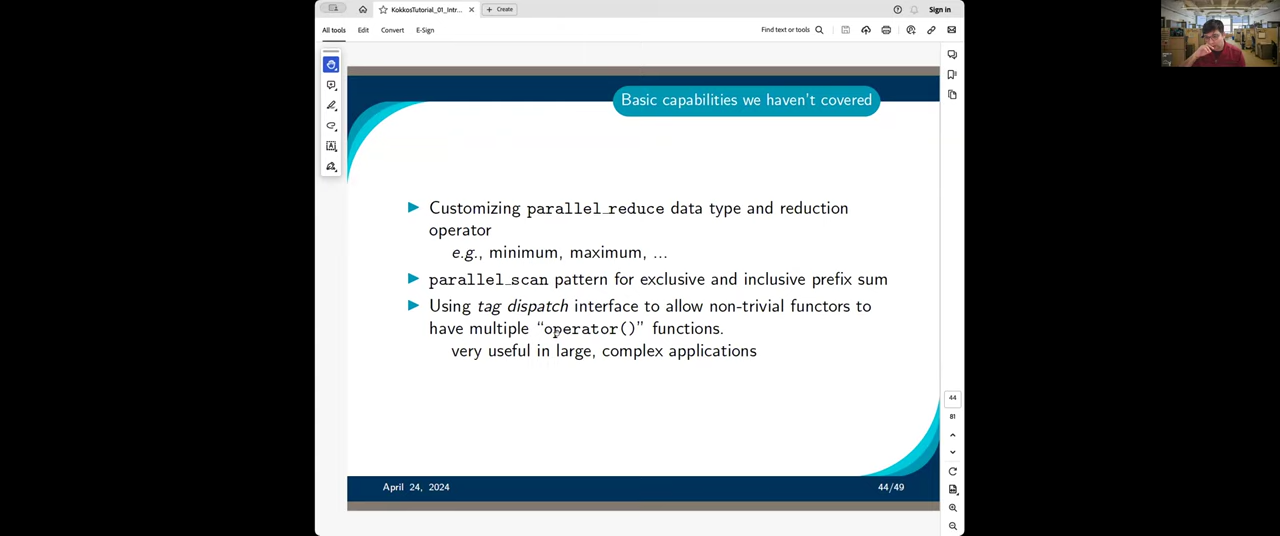 KokkosTutorial_01_Intr...
Create
Sign in
All tools
Edit
Convert
E-Sign
Find text or tools
Basic capabilities we haven't covered
Customizing parallel_reduce data type and reduction
operator
e.g., minimum, maximum, ...
parallel_scan pattern for exclusive and inclusive prefix sum
Using tag dispatch interface to allow non-trivial functors to
have multiple “operator()” functions.
very useful in large, complex applications
44
81
April 24, 2024
44/49